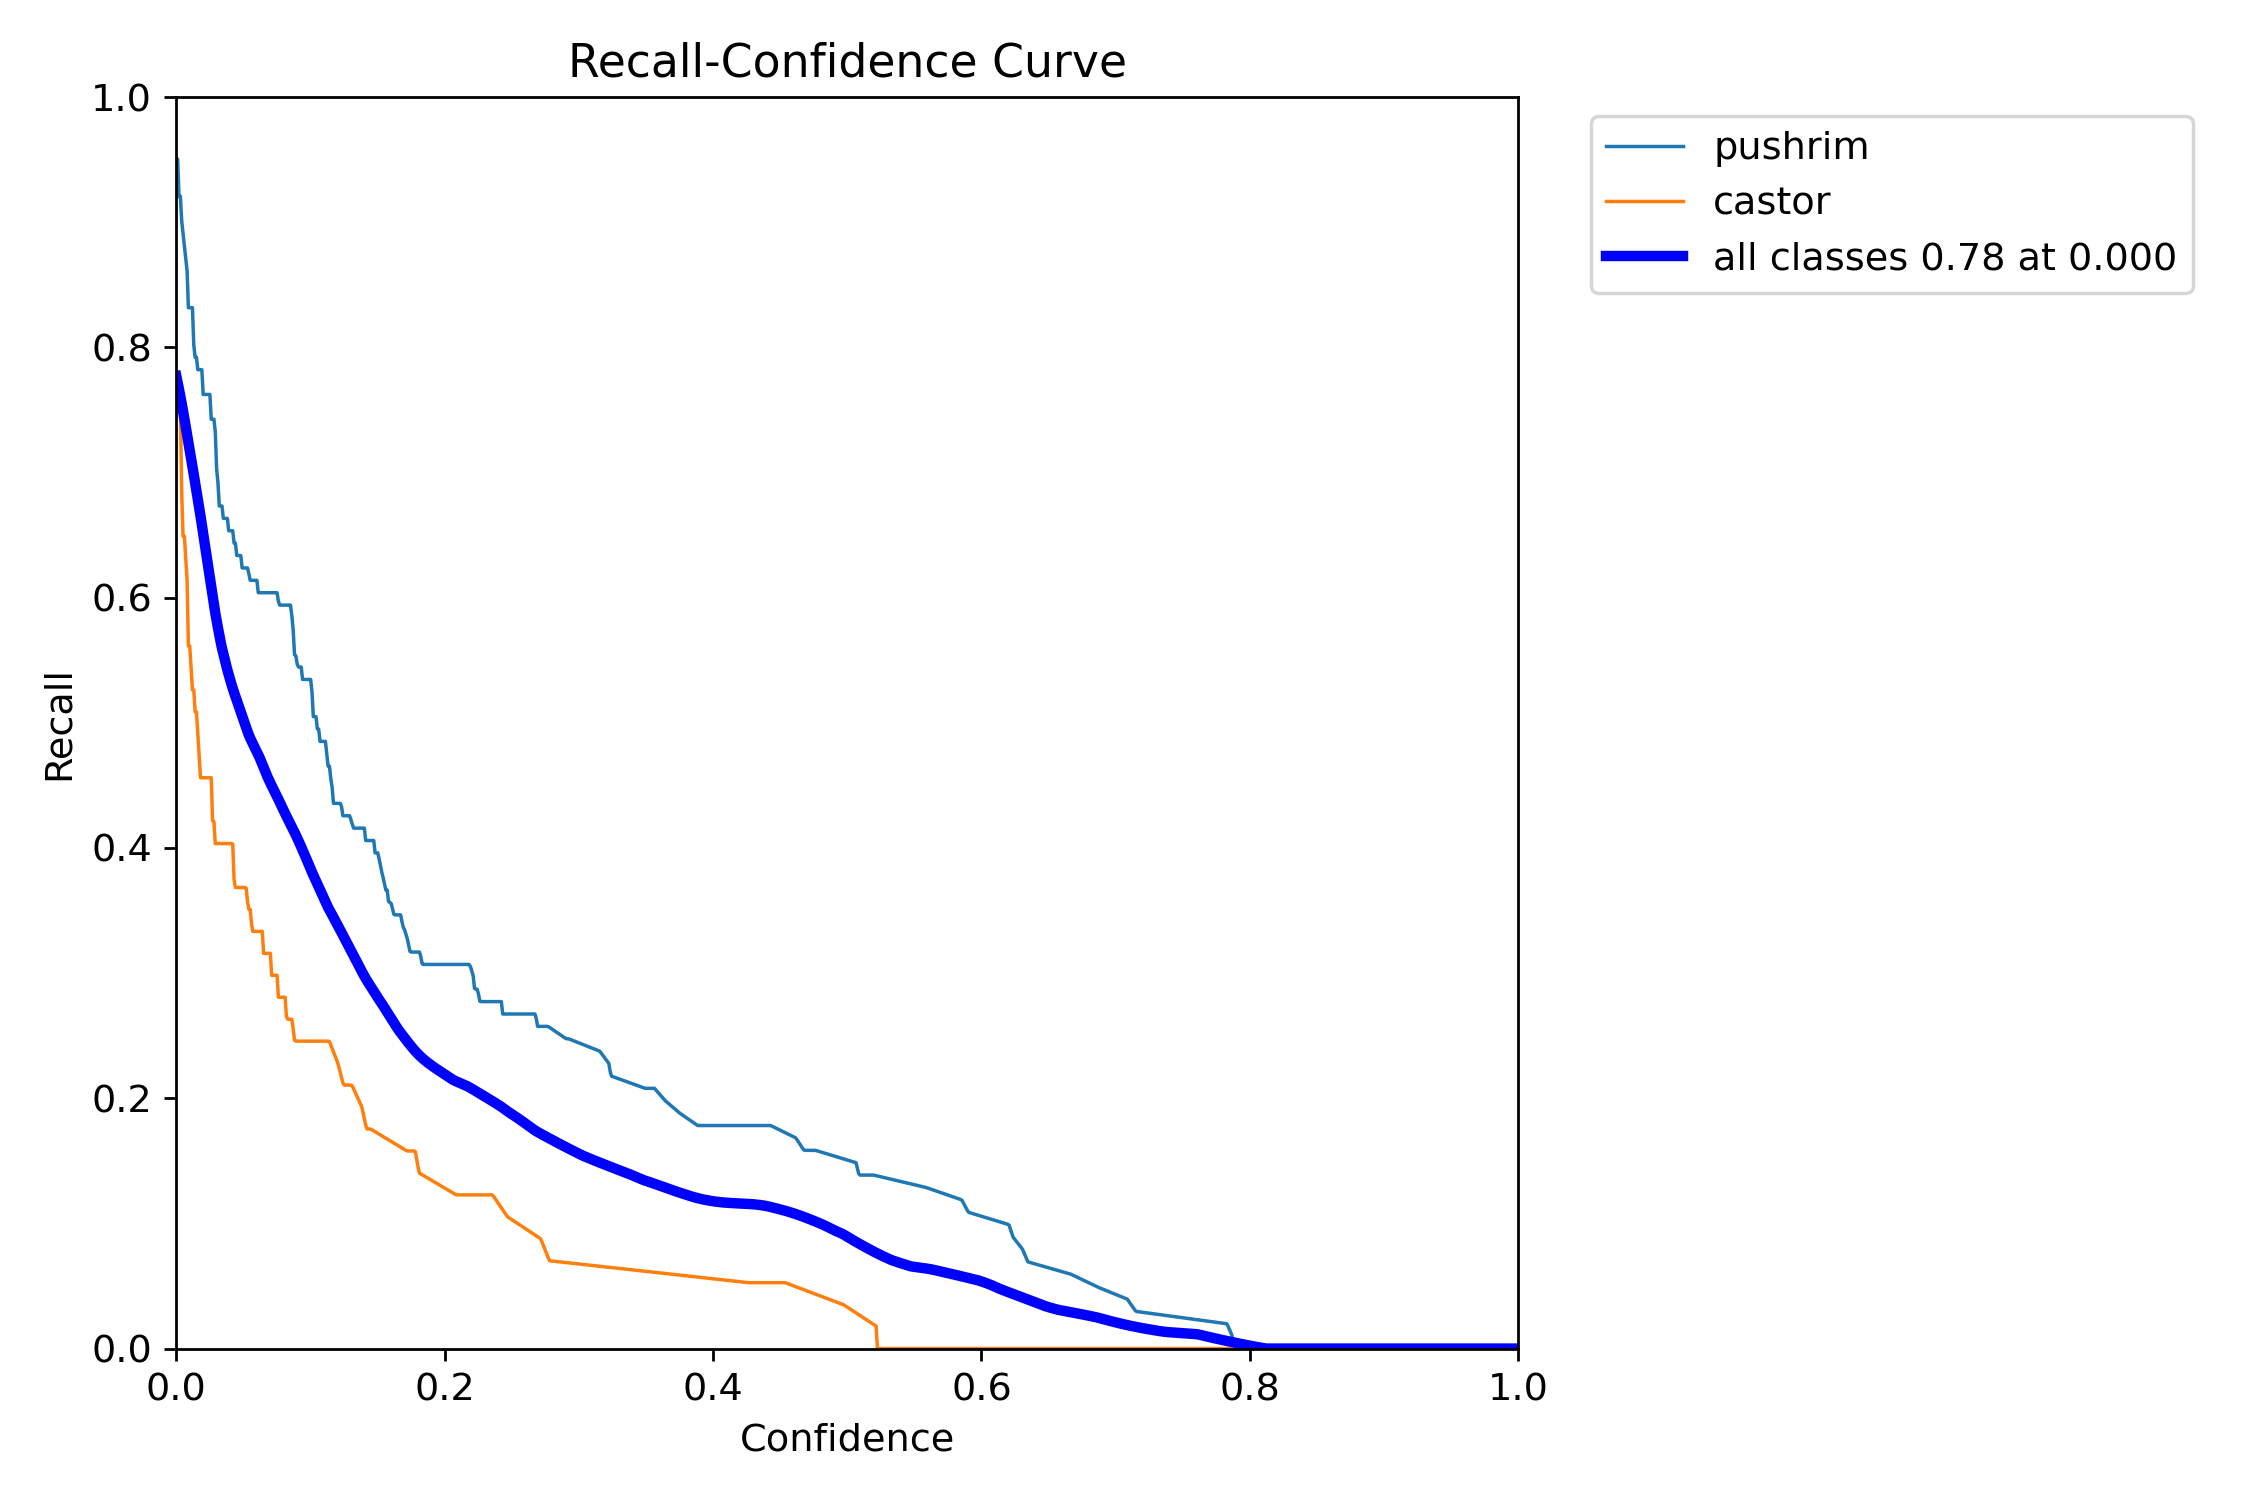 Recall-Confidence Curve
pushrim
castor
all classes 0.78 at 0.000
Recall
1.0
0.8
0.6
0.4
0.2
0.0
0.0 0.2 0.4 0.6 0.8 1.0
Confidence